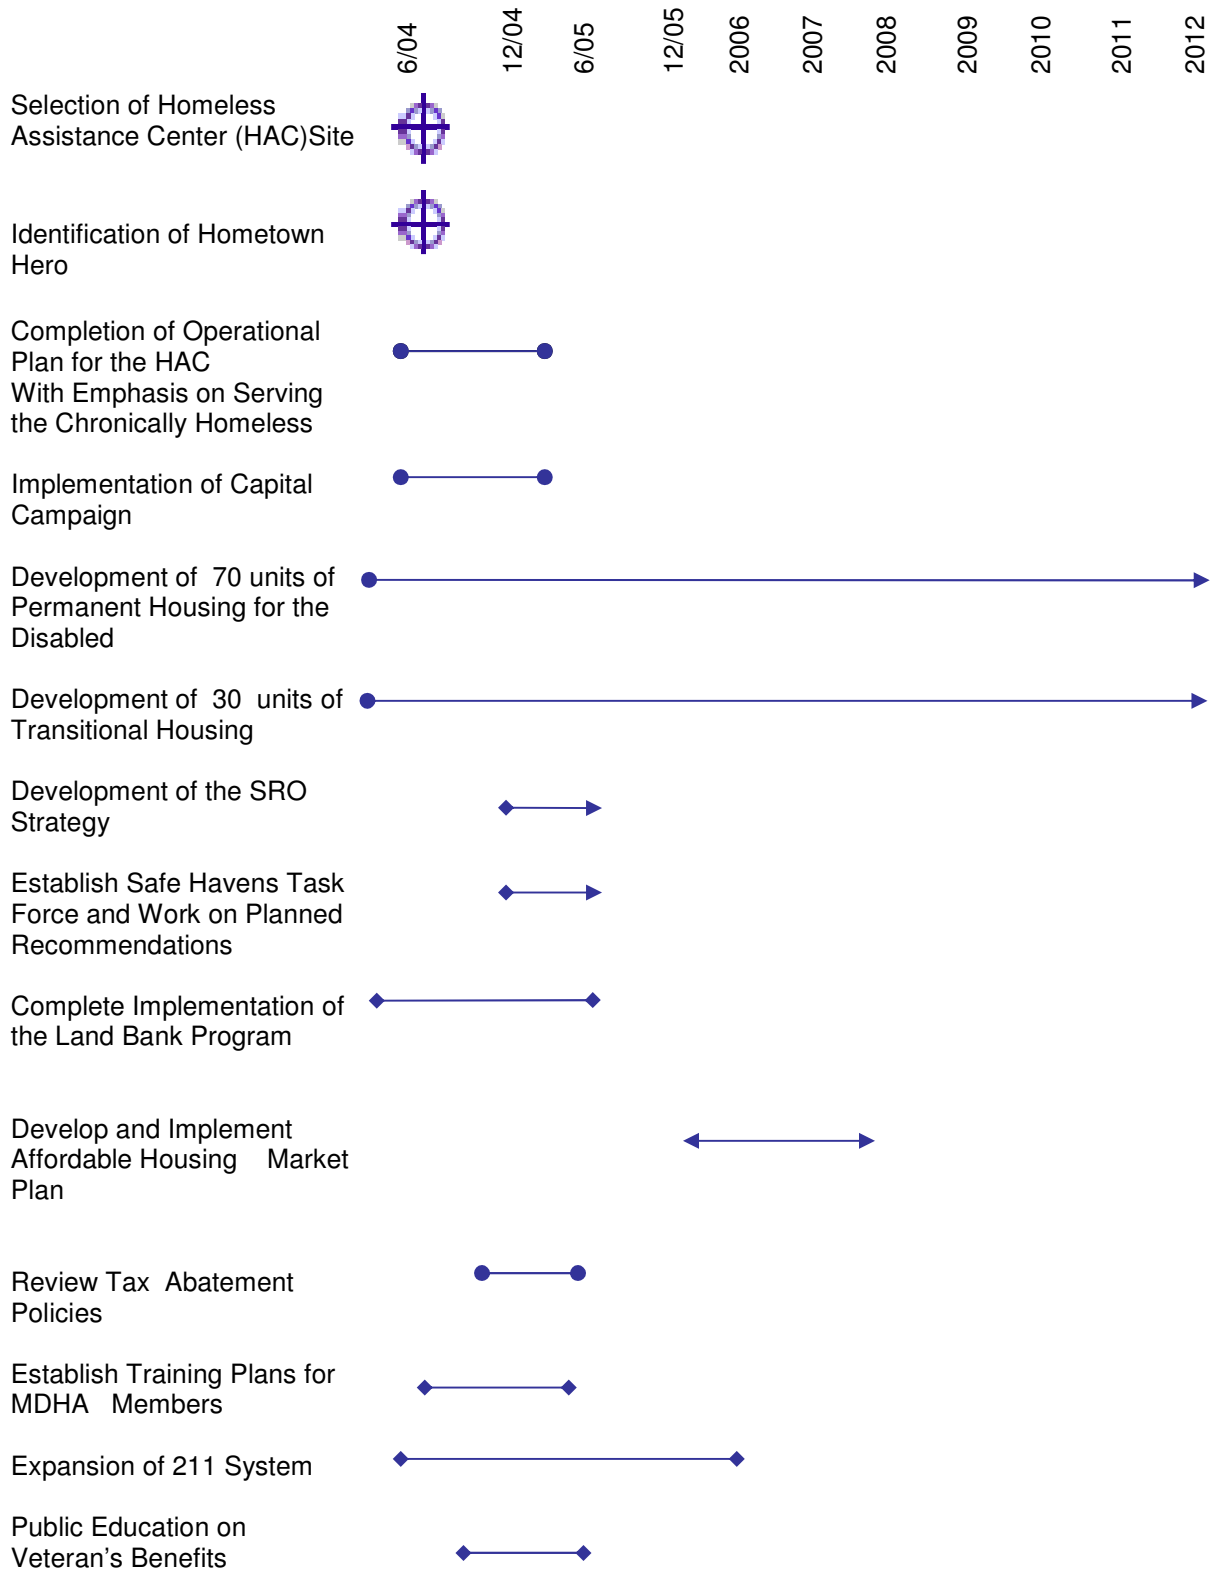 6/04
12/04
6/05
12/05
2006
2007
2008
2009
2010
2011
2012
Selection of Homeless
Assistance Center (HAC)Site
Identification of Hometown
Hero
Completion of Operational
Plan for the HAC
With Emphasis on Serving
the Chronically Homeless
Implementation of Capital
Campaign
Development of 70 units of
Permanent Housing for the
Disabled
Development of 30 units of
Transitional Housing
Development of the SRO
Strategy
Establish Safe Havens Task
Force and Work on Planned
Recommendations
Complete Implementation of
the Land Bank Program
Develop and Implement
Affordable Housing Market
Plan
Review Tax Abatement
Policies
Establish Training Plans for
MDHA Members
Expansion of 211 System
Public Education on
Veteran's Benefits